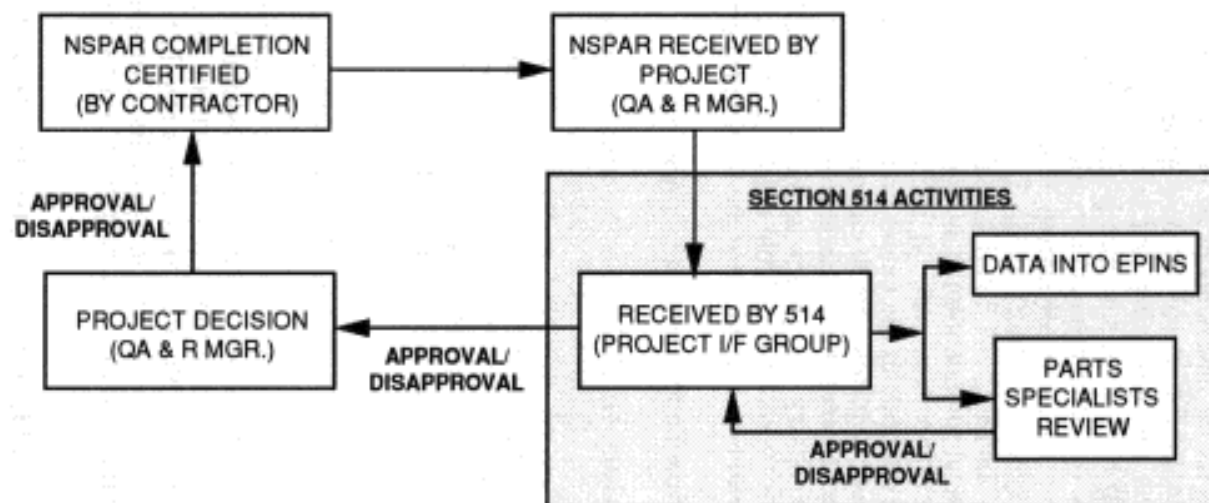 NSPAR COMPLETION
CERTIFIED
(BY CONTRACTOR)
NSPAR RECEIVED BY
PROJECT
(QA & R MGR.)
APPROVAL/
DISAPPROVAL
SECTION 514 ACTIVITIES
DATA INTO EPINS
PROJECT DECISION
(QA & R MGR.)
APPROVAL/
DISAPPROVAL
RECEIVED BY 514
(PROJECT I/F GROUP)
PARTS
SPECIALISTS
REVIEW
APPROVAL/
DISAPPROVAL